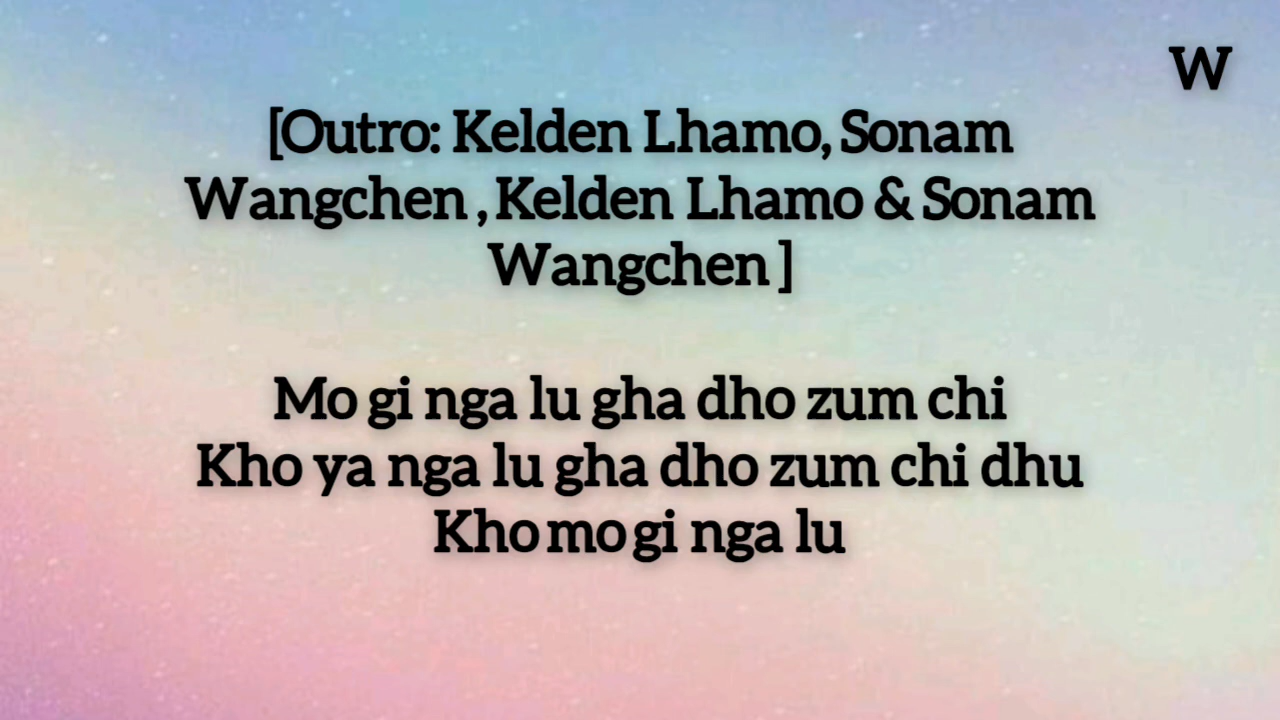 W
[Outro: Kelden Lhamo, Sonam
Wangchen , Kelden Lhamo & Sonam
Wangchen ]
Mo gi nga lu gha dho zum chi
Kho ya nga lu gha dho zum chi dhu
Kho mo gi nga lu